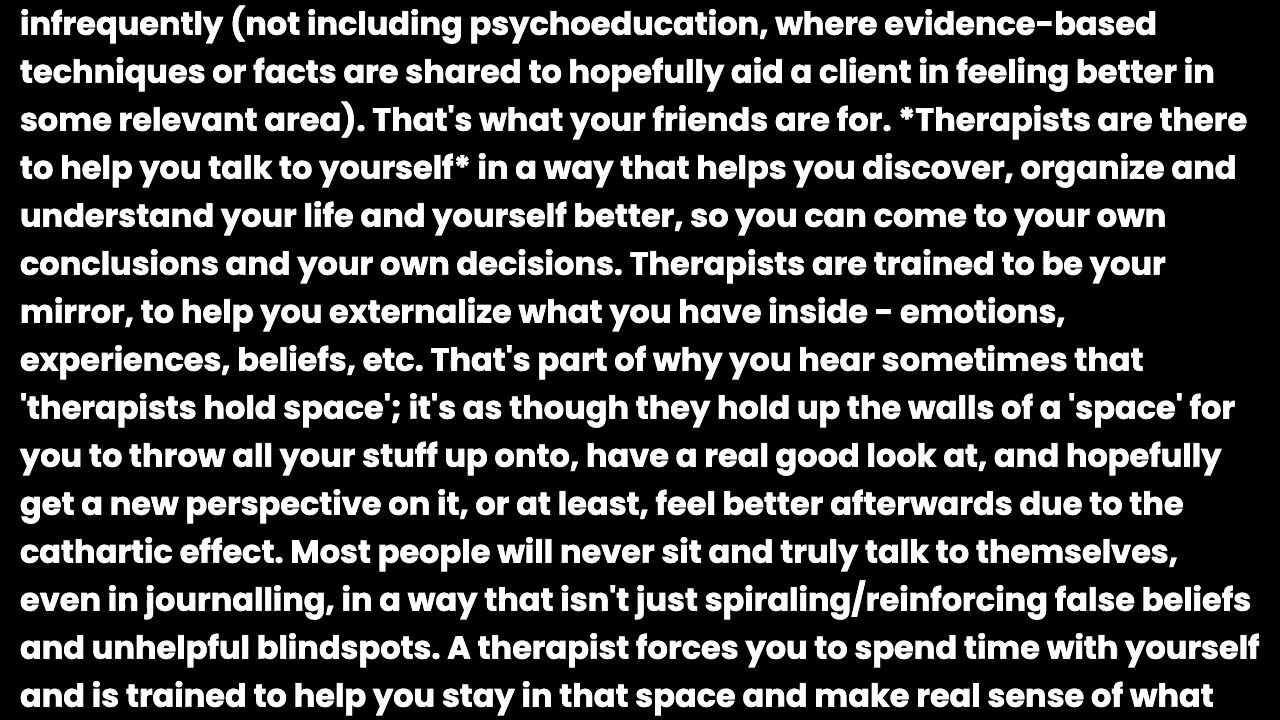 infrequently (not including psychoeducation, where evidence-based
techniques or facts are shared to hopefully aid a client in feeling better in
some relevant area). That's what your friends are for. *Therapists are there
to help you talk to yourself* in a way that helps you discover, organize and
understand your life and yourself better, so you can come to your own
conclusions and your own decisions. Therapists are trained to be your
mirror, to help you externalize what you have inside - emotions,
experiences, beliefs, etc. That's part of why you hear sometimes that
'therapists hold space'; it's as though they hold up the walls of a 'space' for
you to throw all your stuff up onto, have a real good look at, and hopefully
get a new perspective on it, or at least, feel better afterwards due to the
cathartic effect. Most people will never sit and truly talk to themselves,
even in journalling, in a way that isn't just spiraling/reinforcing false beliefs
and unhelpful blindspots. A therapist forces you to spend time with yourself
and is trained to help you stay in that space and make real sense of what